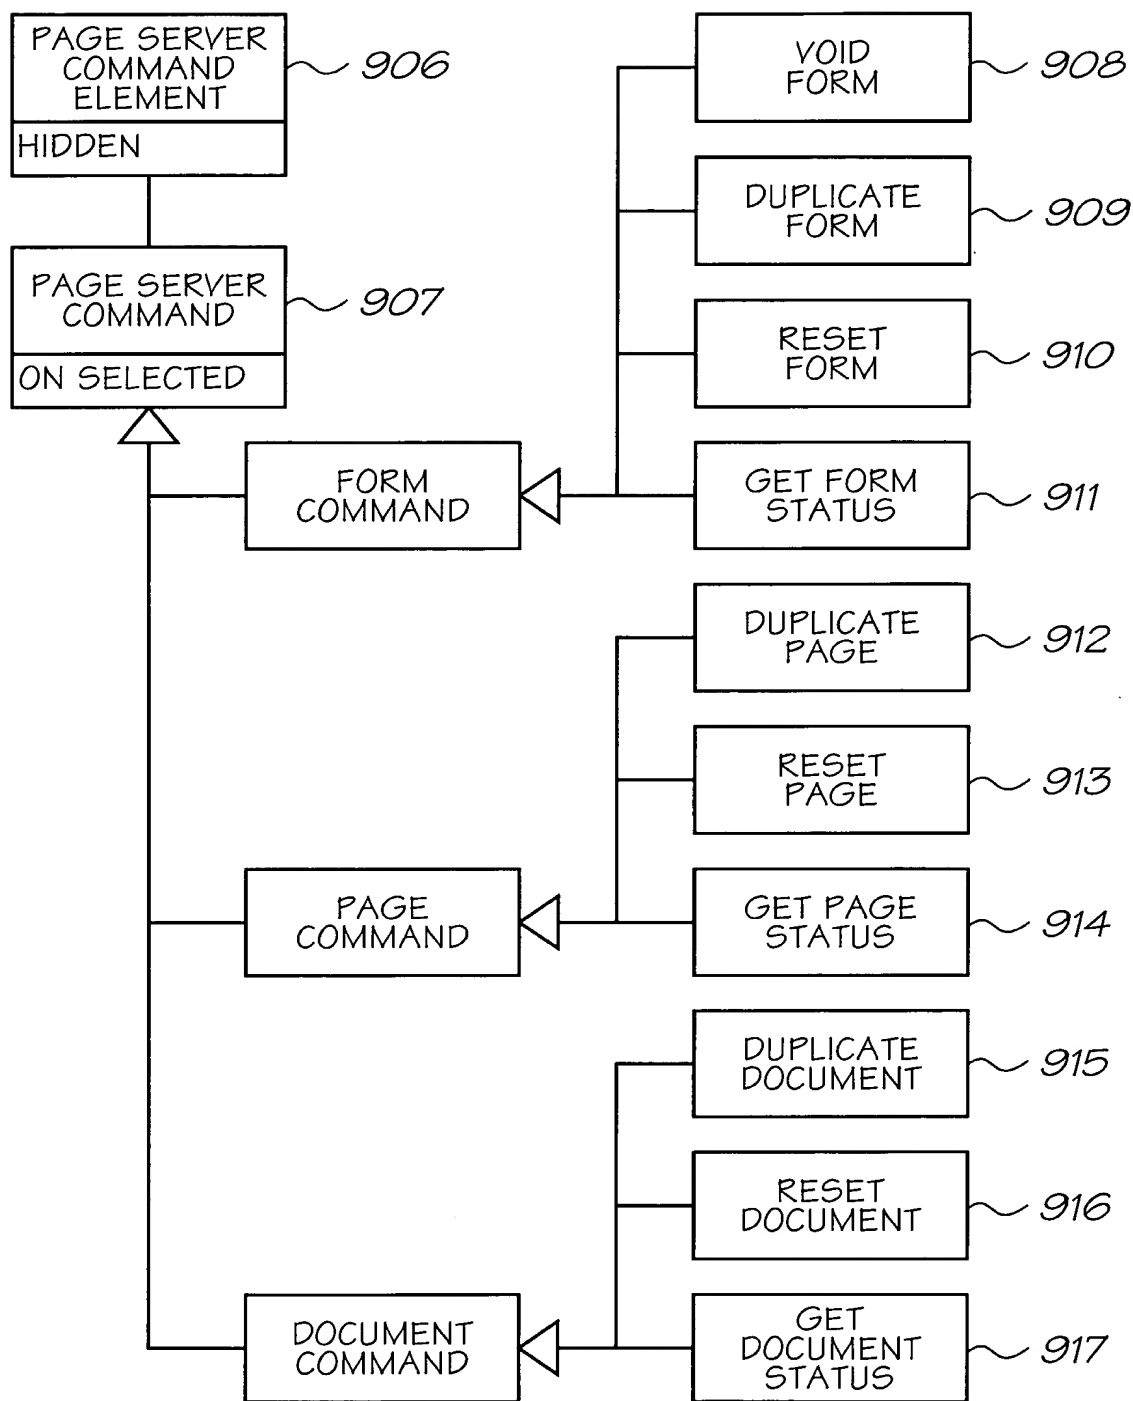 PAGE SERVER
COMMAND
ELEMENT
906
HIDDEN
PAGE SERVER
COMMAND
907
ON SELECTED
VOID
FORM
908
DUPLICATE
FORM
909
RESET
FORM
910
FORM
COMMAND
GET FORM
STATUS
911
DUPLICATE
PAGE
912
RESET
PAGE
913
PAGE
COMMAND
GET PAGE
STATUS
914
DUPLICATE
DOCUMENT
915
RESET
DOCUMENT
916
DOCUMENT
COMMAND
GET
DOCUMENT
STATUS
917